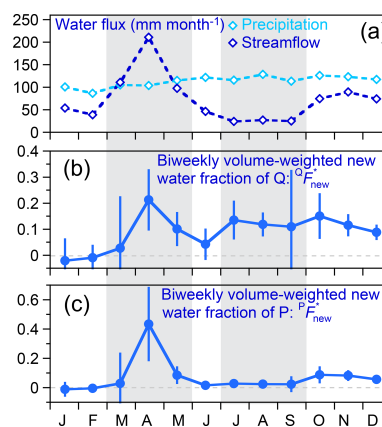 250
Water flux (mm month-1)
Precipitation
(a)
200
Streamflow
150
100
50
0
0.4
(b)
Biweekly volume-weighted new
0.3
water fraction of Q: QF*new
0.2
0.1
0
Biweekly volume-weighted new
0.6
(c)
water fraction of P: PF*new
0.4
0.2
0
J F M A M J J A S O N D